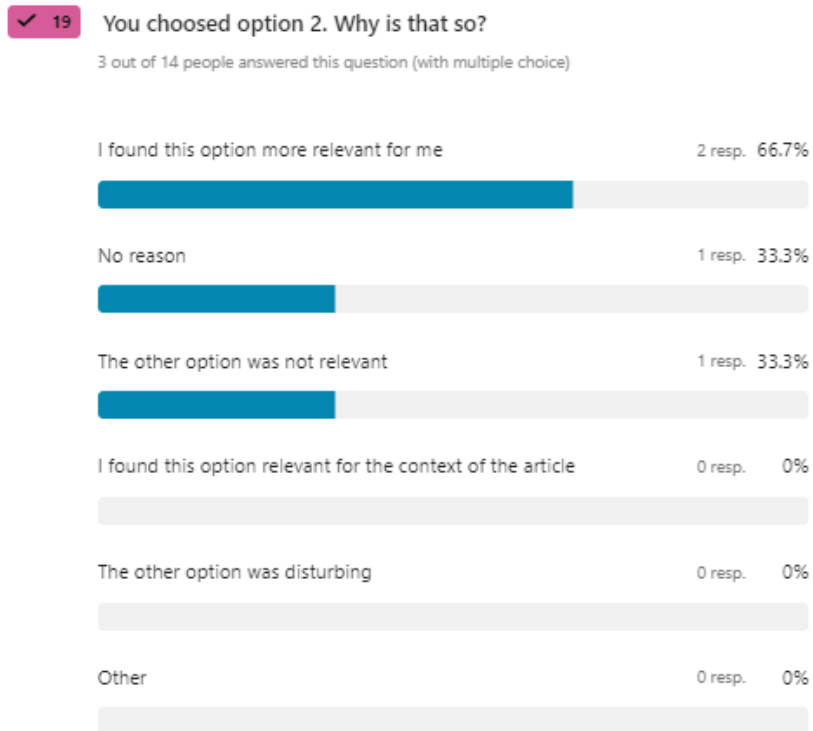 ✓ 19 You choosed option 2. Why is that so?
3 out of 14 people answered this question (with multiple choice)
I found this option more relevant for me 2 resp. 66.7%
No reason 1 resp. 33.3%
The other option was not relevant 1 resp. 33.3%
I found this option relevant for the context of the article 0 resp. 0%
The other option was disturbing 0 resp. 0%
Other 0 resp. 0%